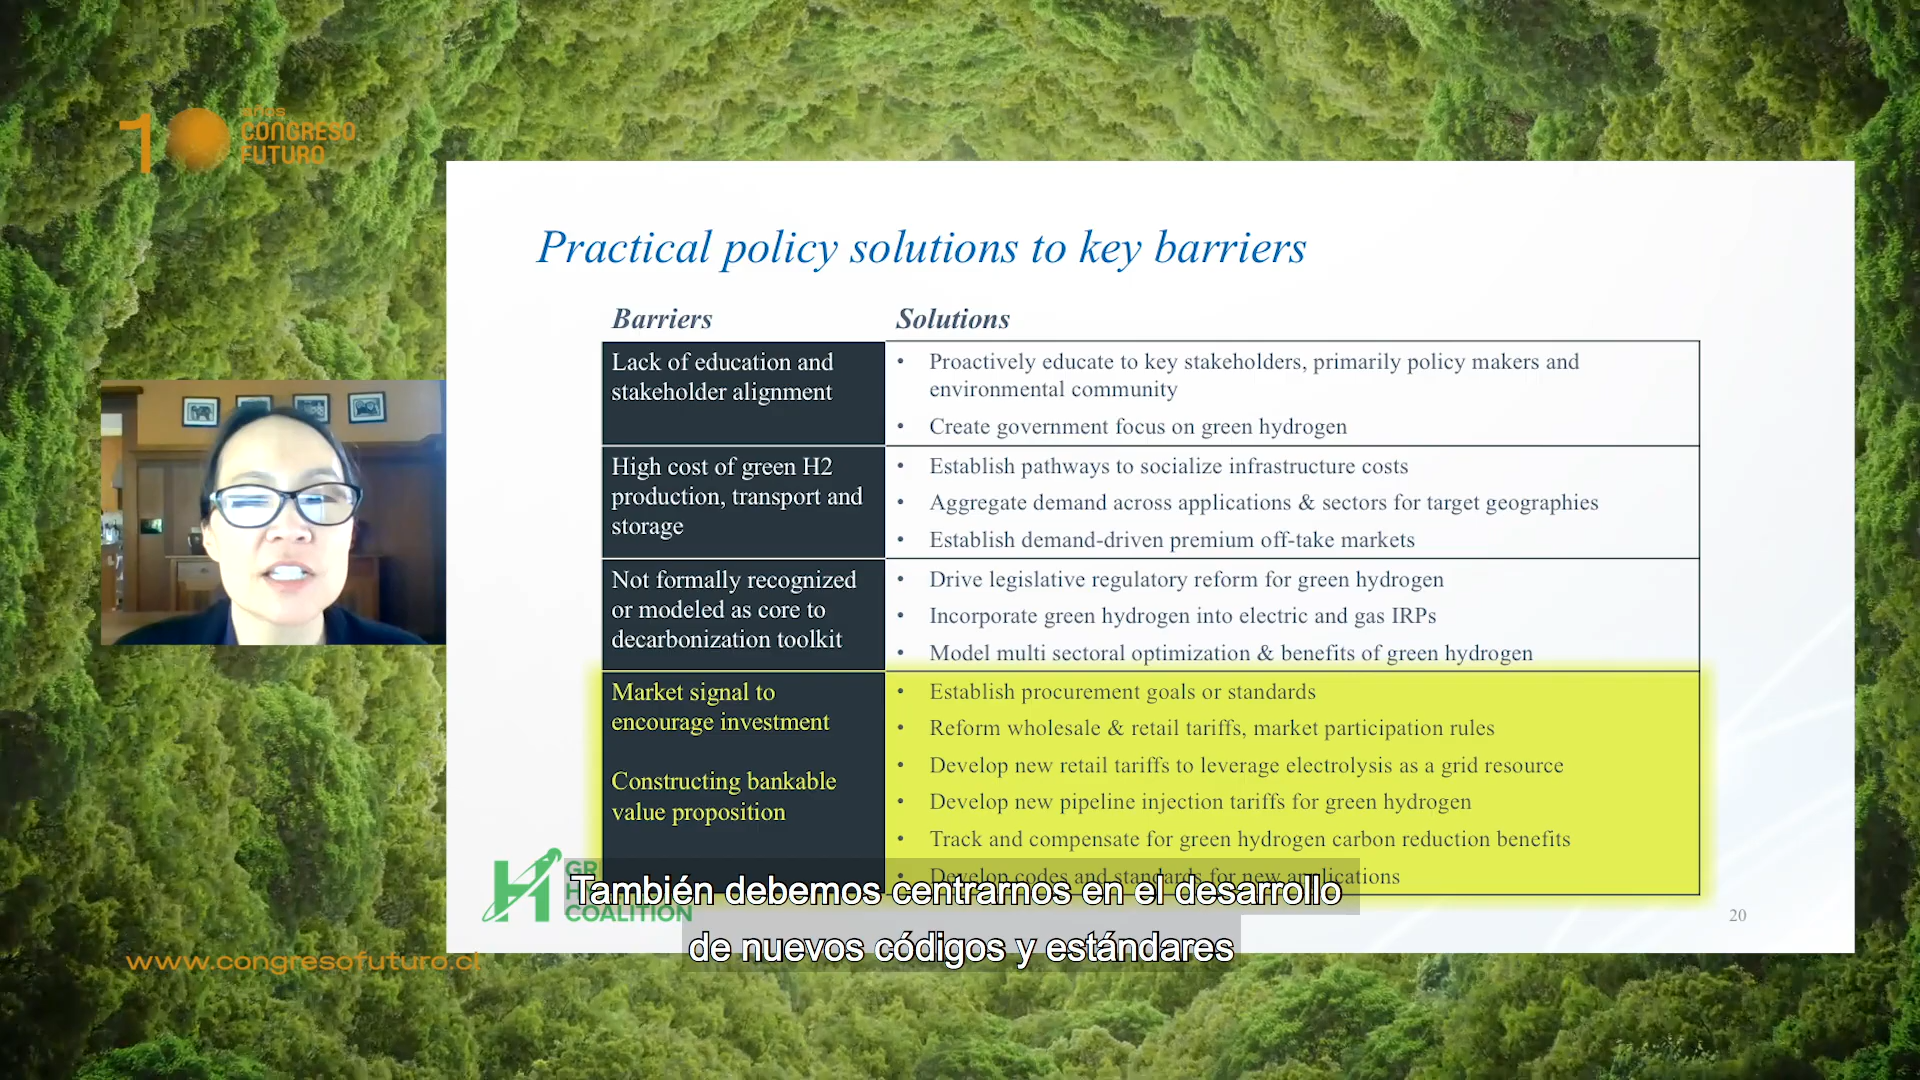 10 años
CONGRESO
FUTURO
Practical policy solutions to key barriers
Barriers
Solutions
Lack of education and
stakeholder alignment
• Proactively educate to key stakeholders, primarily policy makers and
environmental community
• Create government focus on green hydrogen
High cost of green H2
production, transport and
storage
• Establish pathways to socialize infrastructure costs
• Aggregate demand across applications & sectors for target geographies
• Establish demand-driven premium off-take markets
Not formally recognized
or modeled as core to
decarbonization toolkit
• Drive legislative regulatory reform for green hydrogen
• Incorporate green hydrogen into electric and gas IRPs
• Model multi sectoral optimization & benefits of green hydrogen
Market signal to
encourage investment
Constructing bankable
value proposition
• Establish procurement goals or standards
• Reform wholesale & retail tariffs, market participation rules
• Develop new retail tariffs to leverage electrolysis as a grid resource
• Develop new pipeline injection tariffs for green hydrogen
• Track and compensate for green hydrogen carbon reduction benefits
• Develop codes and standards for new applications
COALITION
20
También debemos centrarnos en el desarrollo
de nuevos códigos y estándares
www.congresofuturo.cl